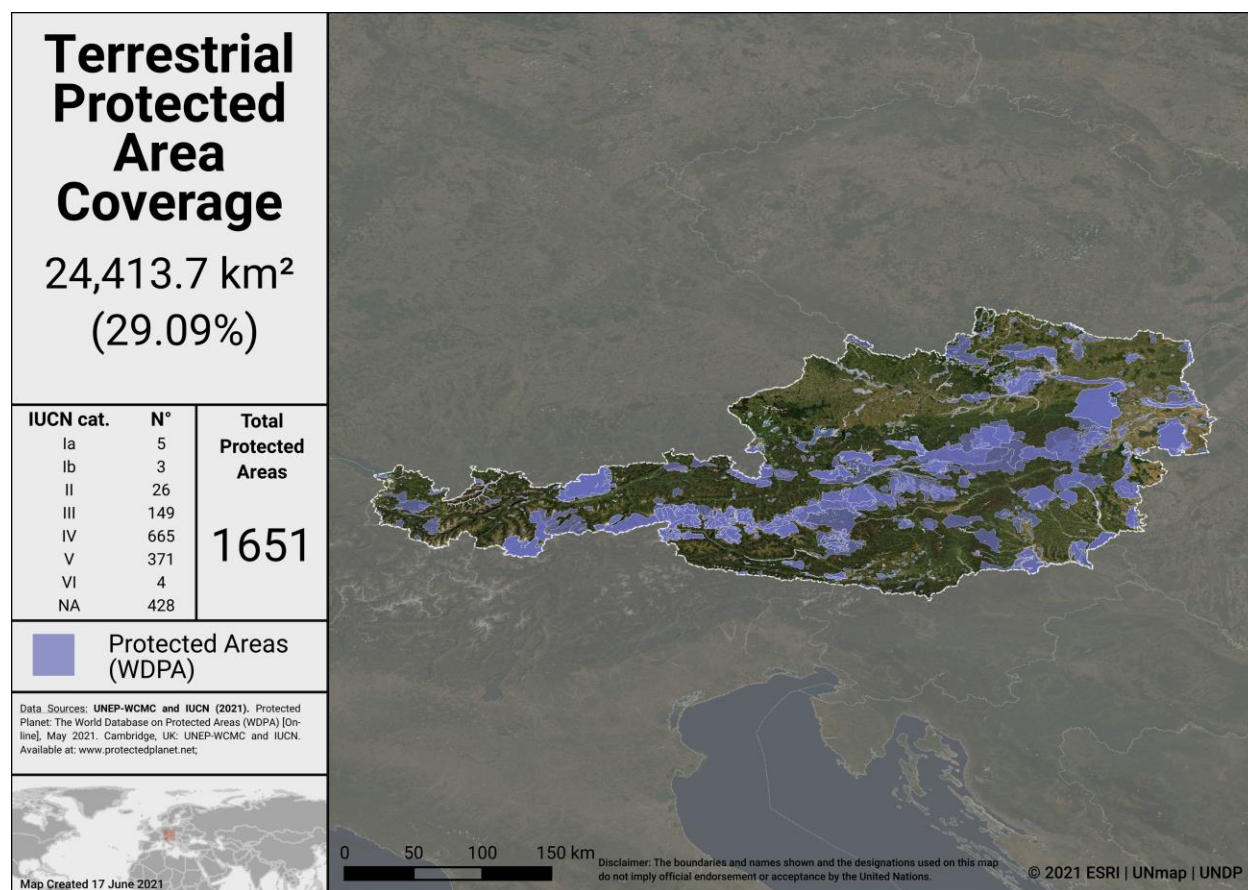 Terrestrial
Protected
Area
Coverage
24,413.7 km²
(29.09%)
IUCN cat. N°
Ia 5
Ib 3
II 26
III 149
IV 665
V 371
VI 4
NA 428
Total
Protected
Areas
1651
Protected Areas
(WDPA)
Data Sources: UNEP-WCMC and IUCN (2021). Protected
Planet: The World Database on Protected Areas (WDPA) [On-
line], May 2021. Cambridge, UK: UNEP-WCMC and IUCN.
Available at: www.protectedplanet.net;
Map Created 17 June 2021
0 50 100 150 km
Disclaimer: The boundaries and names shown and the designations used on this map
do not imply official endorsement or acceptance by the United Nations.
© 2021 ESRI | UNmap | UNDP